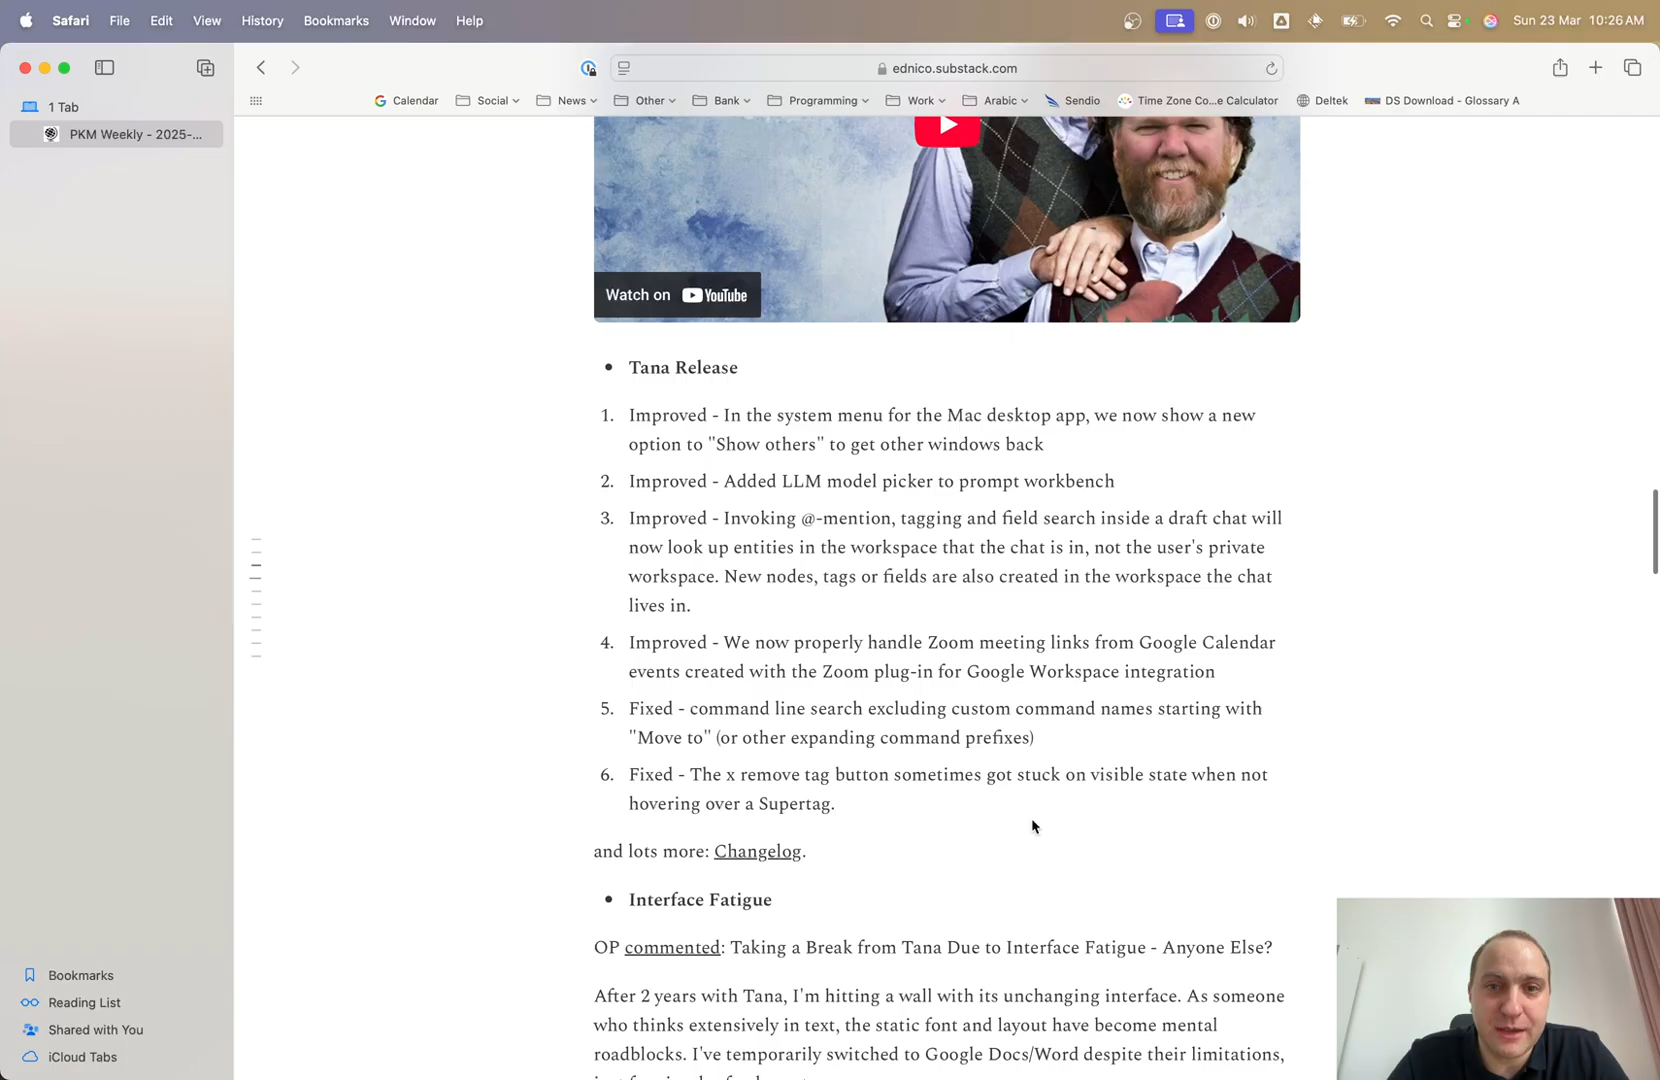 Safari File Edit View History Bookmarks Window Help Sun 23 Mar 10:26 AM
ednico.substack.com
1 Tab
Calendar Social News Other Bank Programming Work Arabic Sendio Time Zone Co...e Calculator Deltek DS Download - Glossary A
PKM Weekly - 2025-...
Watch on YouTube
• Tana Release
1. Improved - In the system menu for the Mac desktop app, we now show a new
option to "Show others" to get other windows back
2. Improved - Added LLM model picker to prompt workbench
3. Improved - Invoking @-mention, tagging and field search inside a draft chat will
now look up entities in the workspace that the chat is in, not the user's private
workspace. New nodes, tags or fields are also created in the workspace the chat
lives in.
4. Improved - We now properly handle Zoom meeting links from Google Calendar
events created with the Zoom plug-in for Google Workspace integration
5. Fixed - command line search excluding custom command names starting with
"Move to" (or other expanding command prefixes)
6. Fixed - The x remove tag button sometimes got stuck on visible state when not
hovering over a Supertag.
and lots more: Changelog.
• Interface Fatigue
OP commented: Taking a Break from Tana Due to Interface Fatigue - Anyone Else?
After 2 years with Tana, I'm hitting a wall with its unchanging interface. As someone
who thinks extensively in text, the static font and layout have become mental
roadblocks. I've temporarily switched to Google Docs/Word despite their limitations,
Bookmarks
Reading List
Shared with You
iCloud Tabs